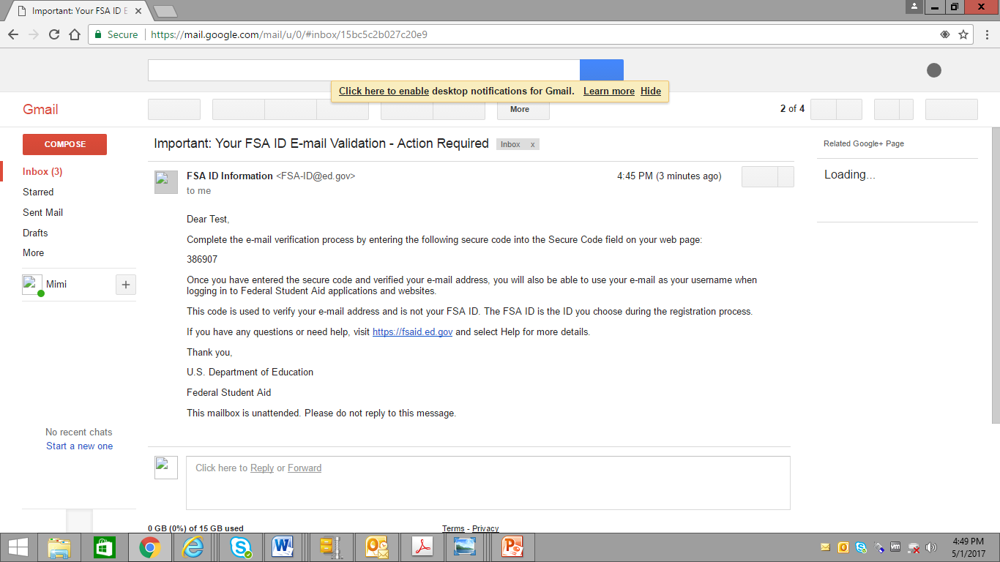 Important: Your FSA ID E
Secure https://mail.google.com/mail/u/0/#inbox/15bc5c2b027c20e9
Click here to enable desktop notifications for Gmail. Learn more Hide
Gmail
More
2 of 4
COMPOSE
Important: Your FSA ID E-mail Validation - Action Required Inbox x
Related Google+ Page
Inbox (3)
Starred
Sent Mail
Drafts
More
Mimi
FSA ID Information <FSA-ID@ed.gov>
4:45 PM (3 minutes ago)
to me
Loading...
Dear Test,
Complete the e-mail verification process by entering the following secure code into the Secure Code field on your web page:
386907
Once you have entered the secure code and verified your e-mail address, you will also be able to use your e-mail as your username when
logging in to Federal Student Aid applications and websites.
This code is used to verify your e-mail address and is not your FSA ID. The FSA ID is the ID you choose during the registration process.
If you have any questions or need help, visit https://fsaid.ed.gov and select Help for more details.
Thank you,
U.S. Department of Education
Federal Student Aid
This mailbox is unattended. Please do not reply to this message.
No recent chats
Start a new one
Click here to Reply or Forward
0 GB (0%) of 15 GB used
Terms - Privacy
4:49 PM
5/1/2017